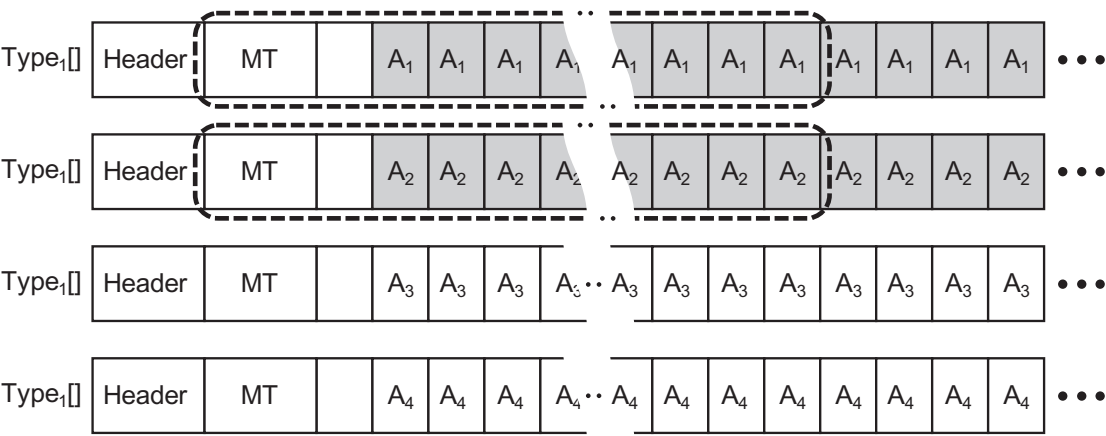 Type₁[] Header MT A₁ A₁ A₁ A₁ A₁ A₁ A₁ A₁ A₁ A₁ A₁ A₁ •••
Type₁[] Header MT A₂ A₂ A₂ A₂ A₂ A₂ A₂ A₂ A₂ A₂ A₂ A₂ •••
Type₁[] Header MT A₃ A₃ A₃ A₃ A₃ A₃ A₃ A₃ A₃ A₃ A₃ A₃ •••
Type₁[] Header MT A₄ A₄ A₄ A₄ A₄ A₄ A₄ A₄ A₄ A₄ A₄ A₄ •••